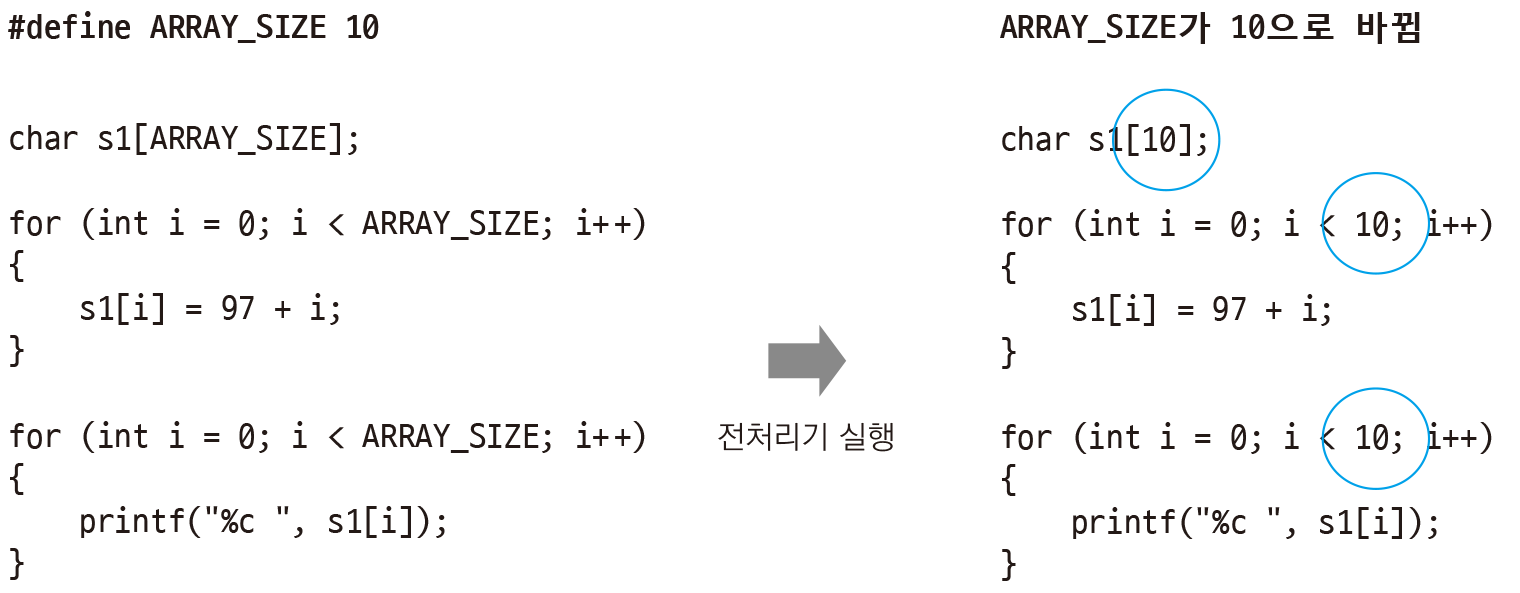 #define ARRAY_SIZE 10
char s1[ARRAY_SIZE];
for (int i = 0; i < ARRAY_SIZE; i++)
{
    s1[i] = 97 + i;
}
for (int i = 0; i < ARRAY_SIZE; i++)
{
    printf("%c ", s1[i]);
}
전처리기 실행
ARRAY_SIZE가 10으로 바뀜
char s1[10];
for (int i = 0; i < 10; i++)
{
    s1[i] = 97 + i;
}
for (int i = 0; i < 10; i++)
{
    printf("%c ", s1[i]);
}